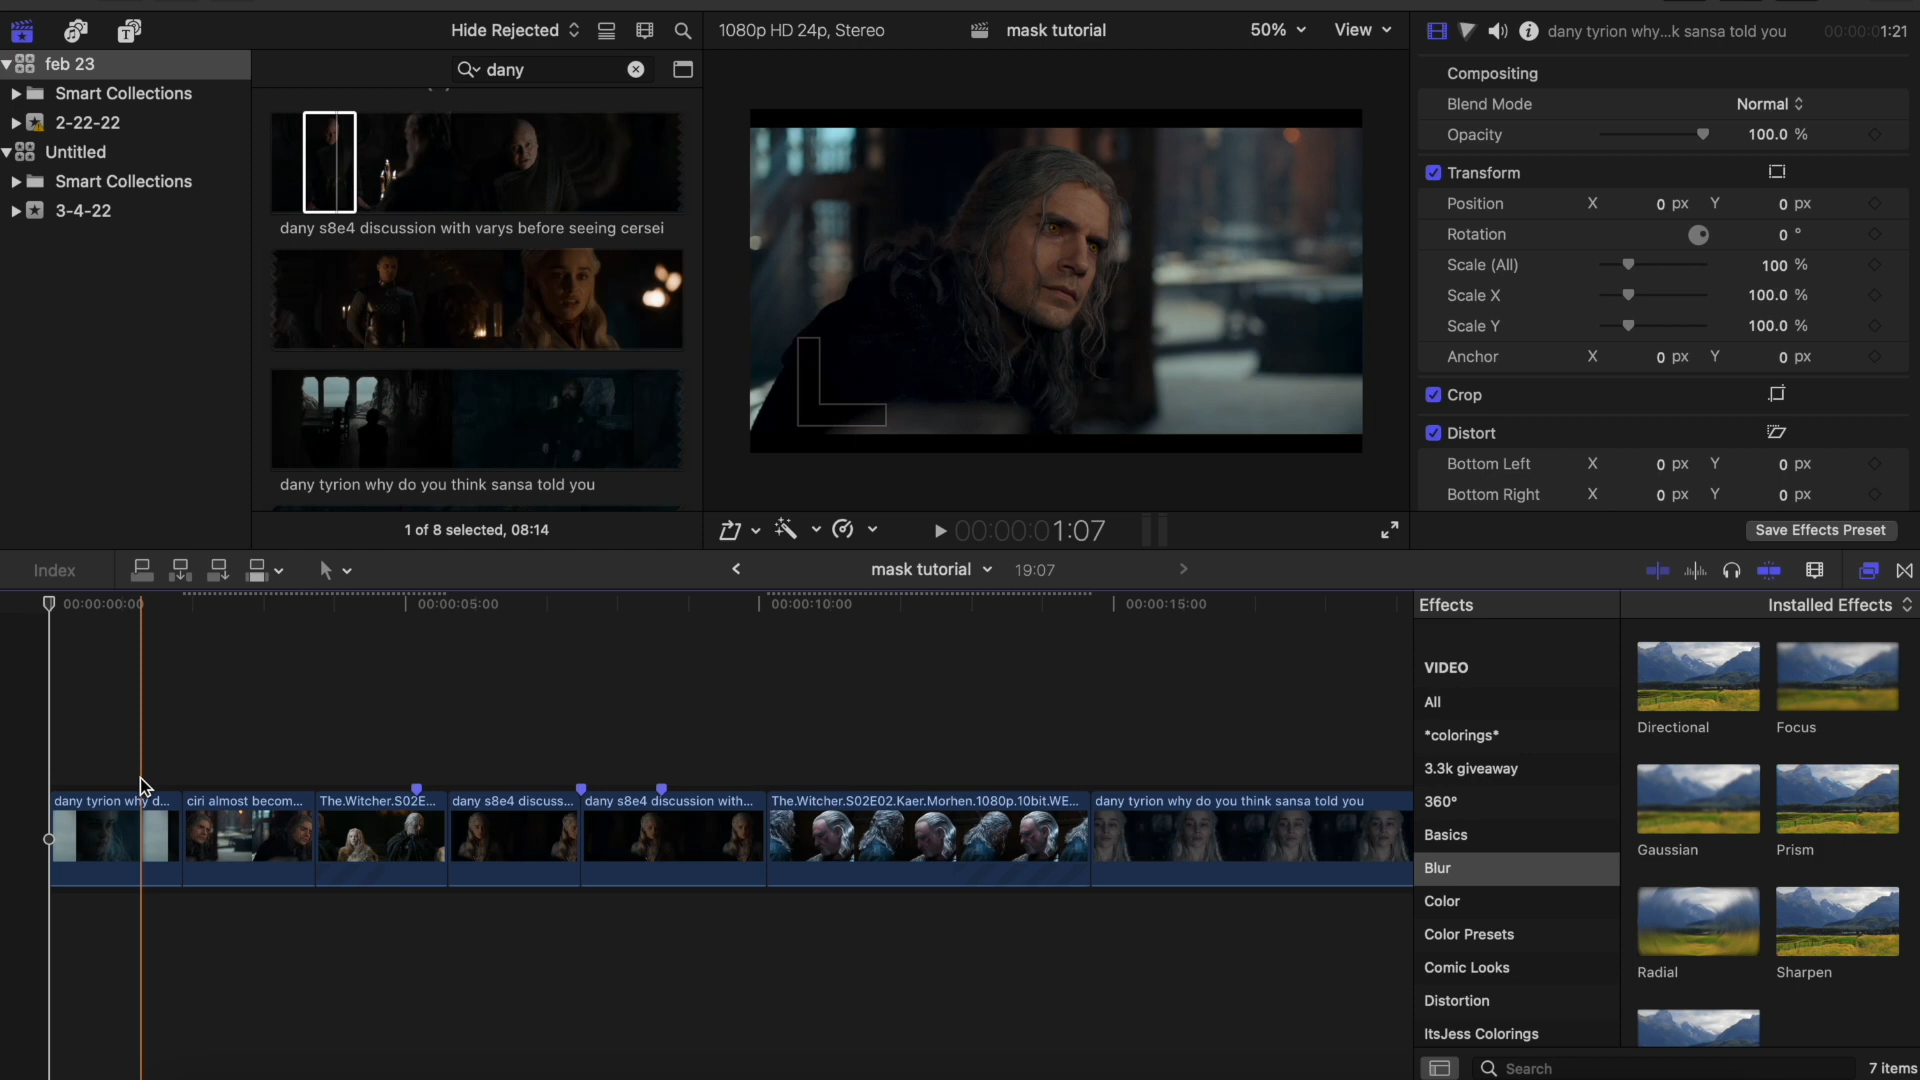 Hide Rejected
1080p HD 24p, Stereo
mask tutorial
50%
View
dany tyrion why...k sansa told you
00:00:01:21
feb 23
Smart Collections
2-22-22
Untitled
Smart Collections
3-4-22
dany
dany s8e4 discussion with varys before seeing cersei
dany tyrion why do you think sansa told you
1 of 8 selected, 08:14
00:00:01:07
Compositing
Blend Mode
Normal
Opacity
100.0 %
Transform
Position
X
0 px
Y
0 px
Rotation
0 °
Scale (All)
100 %
Scale X
100.0 %
Scale Y
100.0 %
Anchor
X
0 px
Y
0 px
Crop
Distort
Bottom Left
X
0 px
Y
0 px
Bottom Right
X
0 px
Y
0 px
Save Effects Preset
Index
mask tutorial
19:07
00:00:00:00
00:00:05:00
00:00:10:00
00:00:15:00
dany tyrion why d...
ciri almost becom...
The.Witcher.S02E...
dany s8e4 discuss...
dany s8e4 discussion with...
The.Witcher.S02E02.Kaer.Morhen.1080p.10bit.WE...
dany tyrion why do you think sansa told you
Effects
Installed Effects
VIDEO
All
*colorings*
3.3k giveaway
360°
Basics
Blur
Color
Color Presets
Comic Looks
Distortion
ItsJess Colorings
Directional
Focus
Gaussian
Prism
Radial
Sharpen
Search
7 items